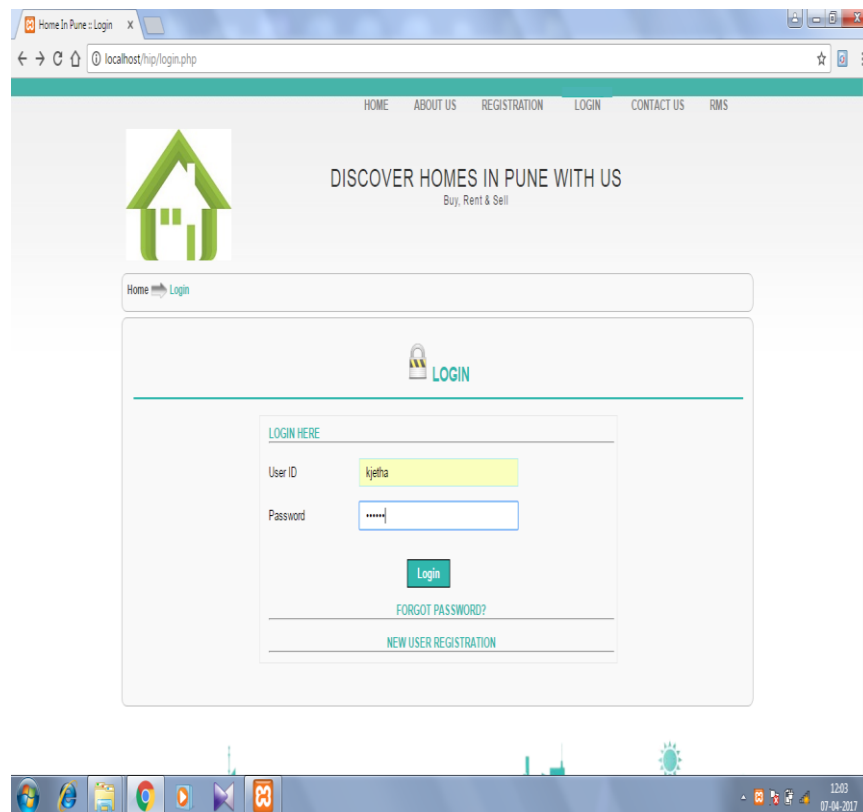 Home In Pune :: Login
localhost/hip/login.php
HOME ABOUT US REGISTRATION LOGIN CONTACT US RMS
DISCOVER HOMES IN PUNE WITH US
Buy, Rent & Sell
Home Login
LOGIN
LOGIN HERE
User ID kjetha
Password ••••••
Login
FORGOT PASSWORD?
NEW USER REGISTRATION
12:03
07-04-2017